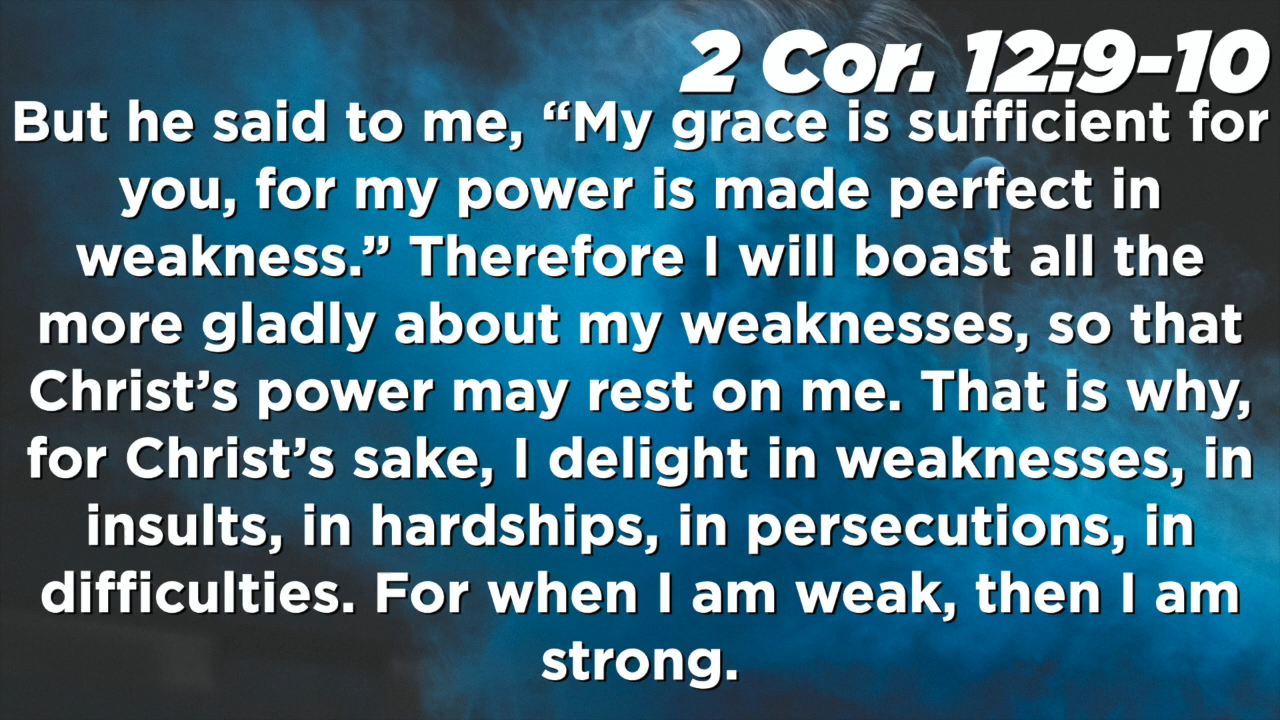 2 Cor. 12:9-10
But he said to me, “My grace is sufficient for
you, for my power is made perfect in
weakness.” Therefore I will boast all the
more gladly about my weaknesses, so that
Christ’s power may rest on me. That is why,
for Christ’s sake, I delight in weaknesses, in
insults, in hardships, in persecutions, in
difficulties. For when I am weak, then I am
strong.